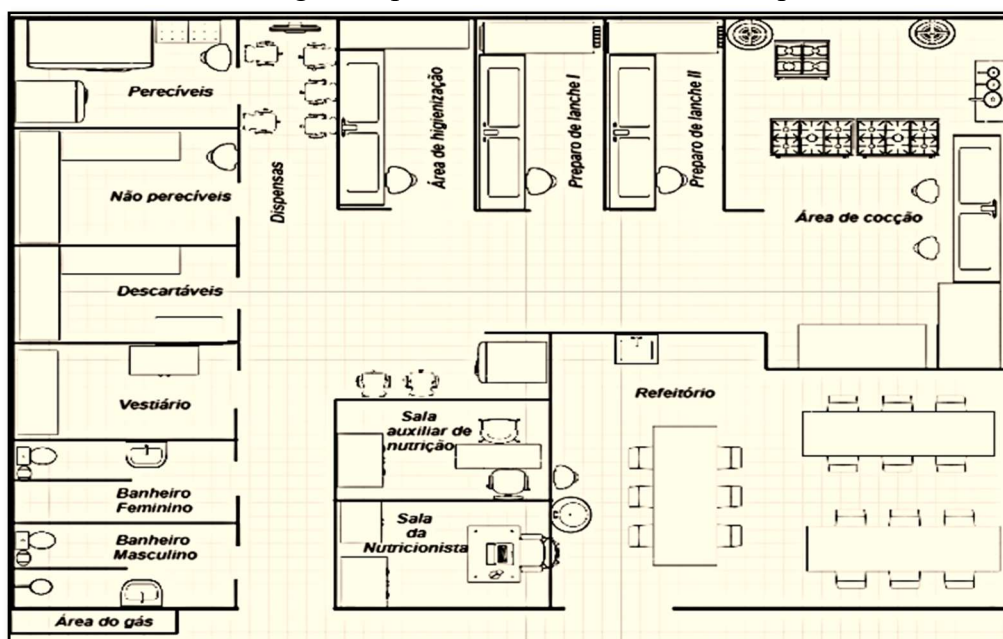 Perecíveis
Não perecíveis
Descartáveis
Vestiário
Banheiro
Feminino
Banheiro
Masculino
Área do gás
Dispensas
Área de higienização
Preparo de lanche I
Preparo de lanche II
Área de cocção
Sala
auxiliar de
nutrição
Sala
da
Nutricionista
Refeitório